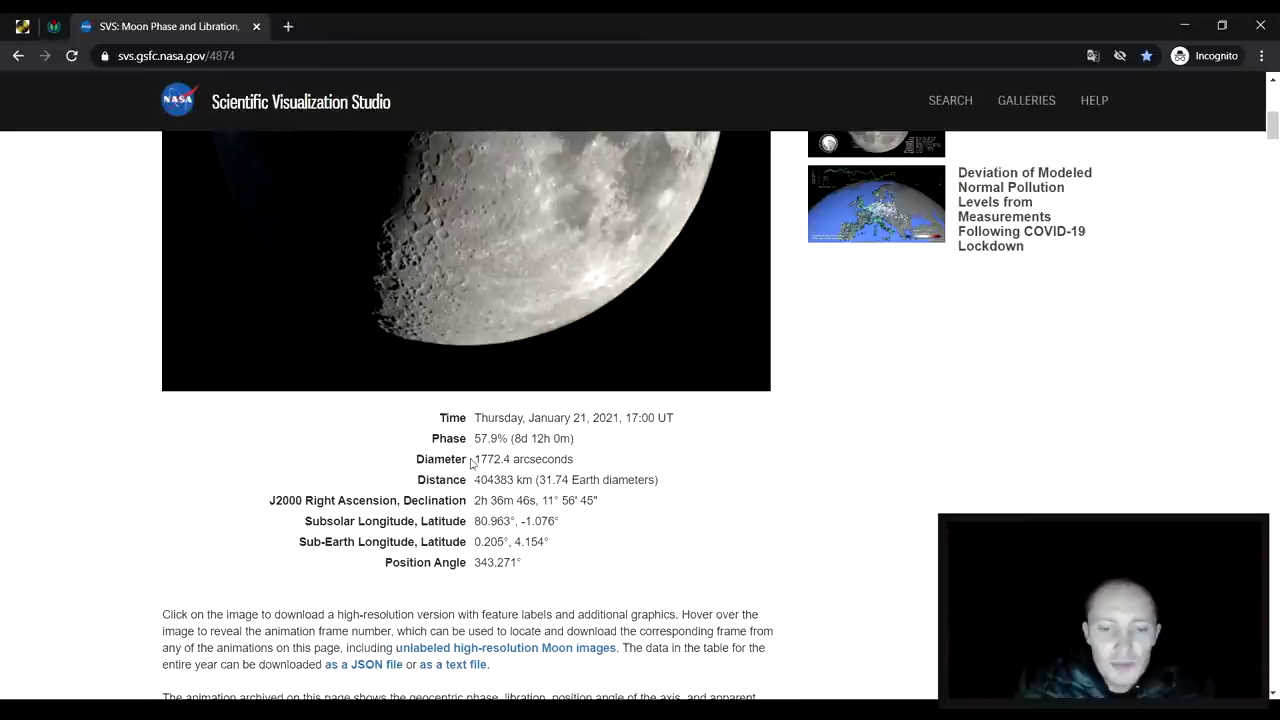 SVS: Moon Phase and Libration,
svs.gsfc.nasa.gov/4874
Incognito
NASA
Scientific Visualization Studio
SEARCH
GALLERIES
HELP
Deviation of Modeled
Normal Pollution
Levels from
Measurements
Following COVID-19
Lockdown
Time Thursday, January 21, 2021, 17:00 UT
Phase 57.9% (8d 12h 0m)
Diameter 1772.4 arcseconds
Distance 404383 km (31.74 Earth diameters)
J2000 Right Ascension, Declination 2h 36m 46s, 11° 56' 45"
Subsolar Longitude, Latitude 80.963°, -1.076°
Sub-Earth Longitude, Latitude 0.205°, 4.154°
Position Angle 343.271°
Click on the image to download a high-resolution version with feature labels and additional graphics. Hover over the
image to reveal the animation frame number, which can be used to locate and download the corresponding frame from
any of the animations on this page, including unlabeled high-resolution Moon images. The data in the table for the
entire year can be downloaded as a JSON file or as a text file.
The animation archived on this page shows the geocentric phase, libration, position angle of the axis, and apparent